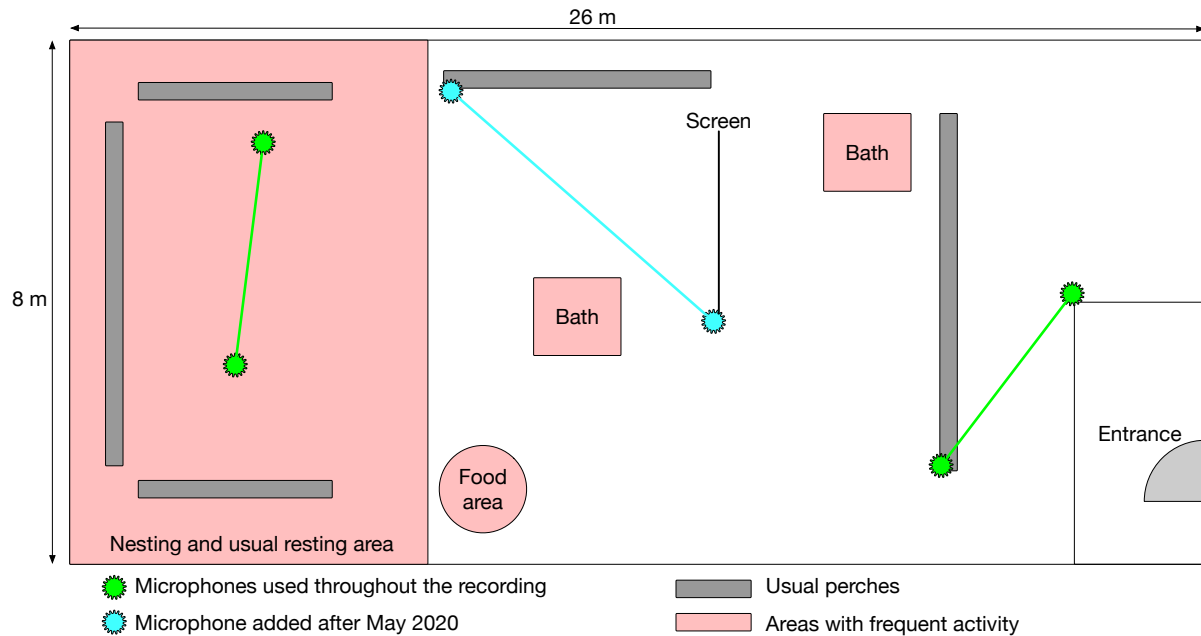 26 m
Screen
Bath
8 m
Bath
Entrance
Food
area
Nesting and usual resting area
Microphones used throughout the recording
Usual perches
Microphone added after May 2020
Areas with frequent activity